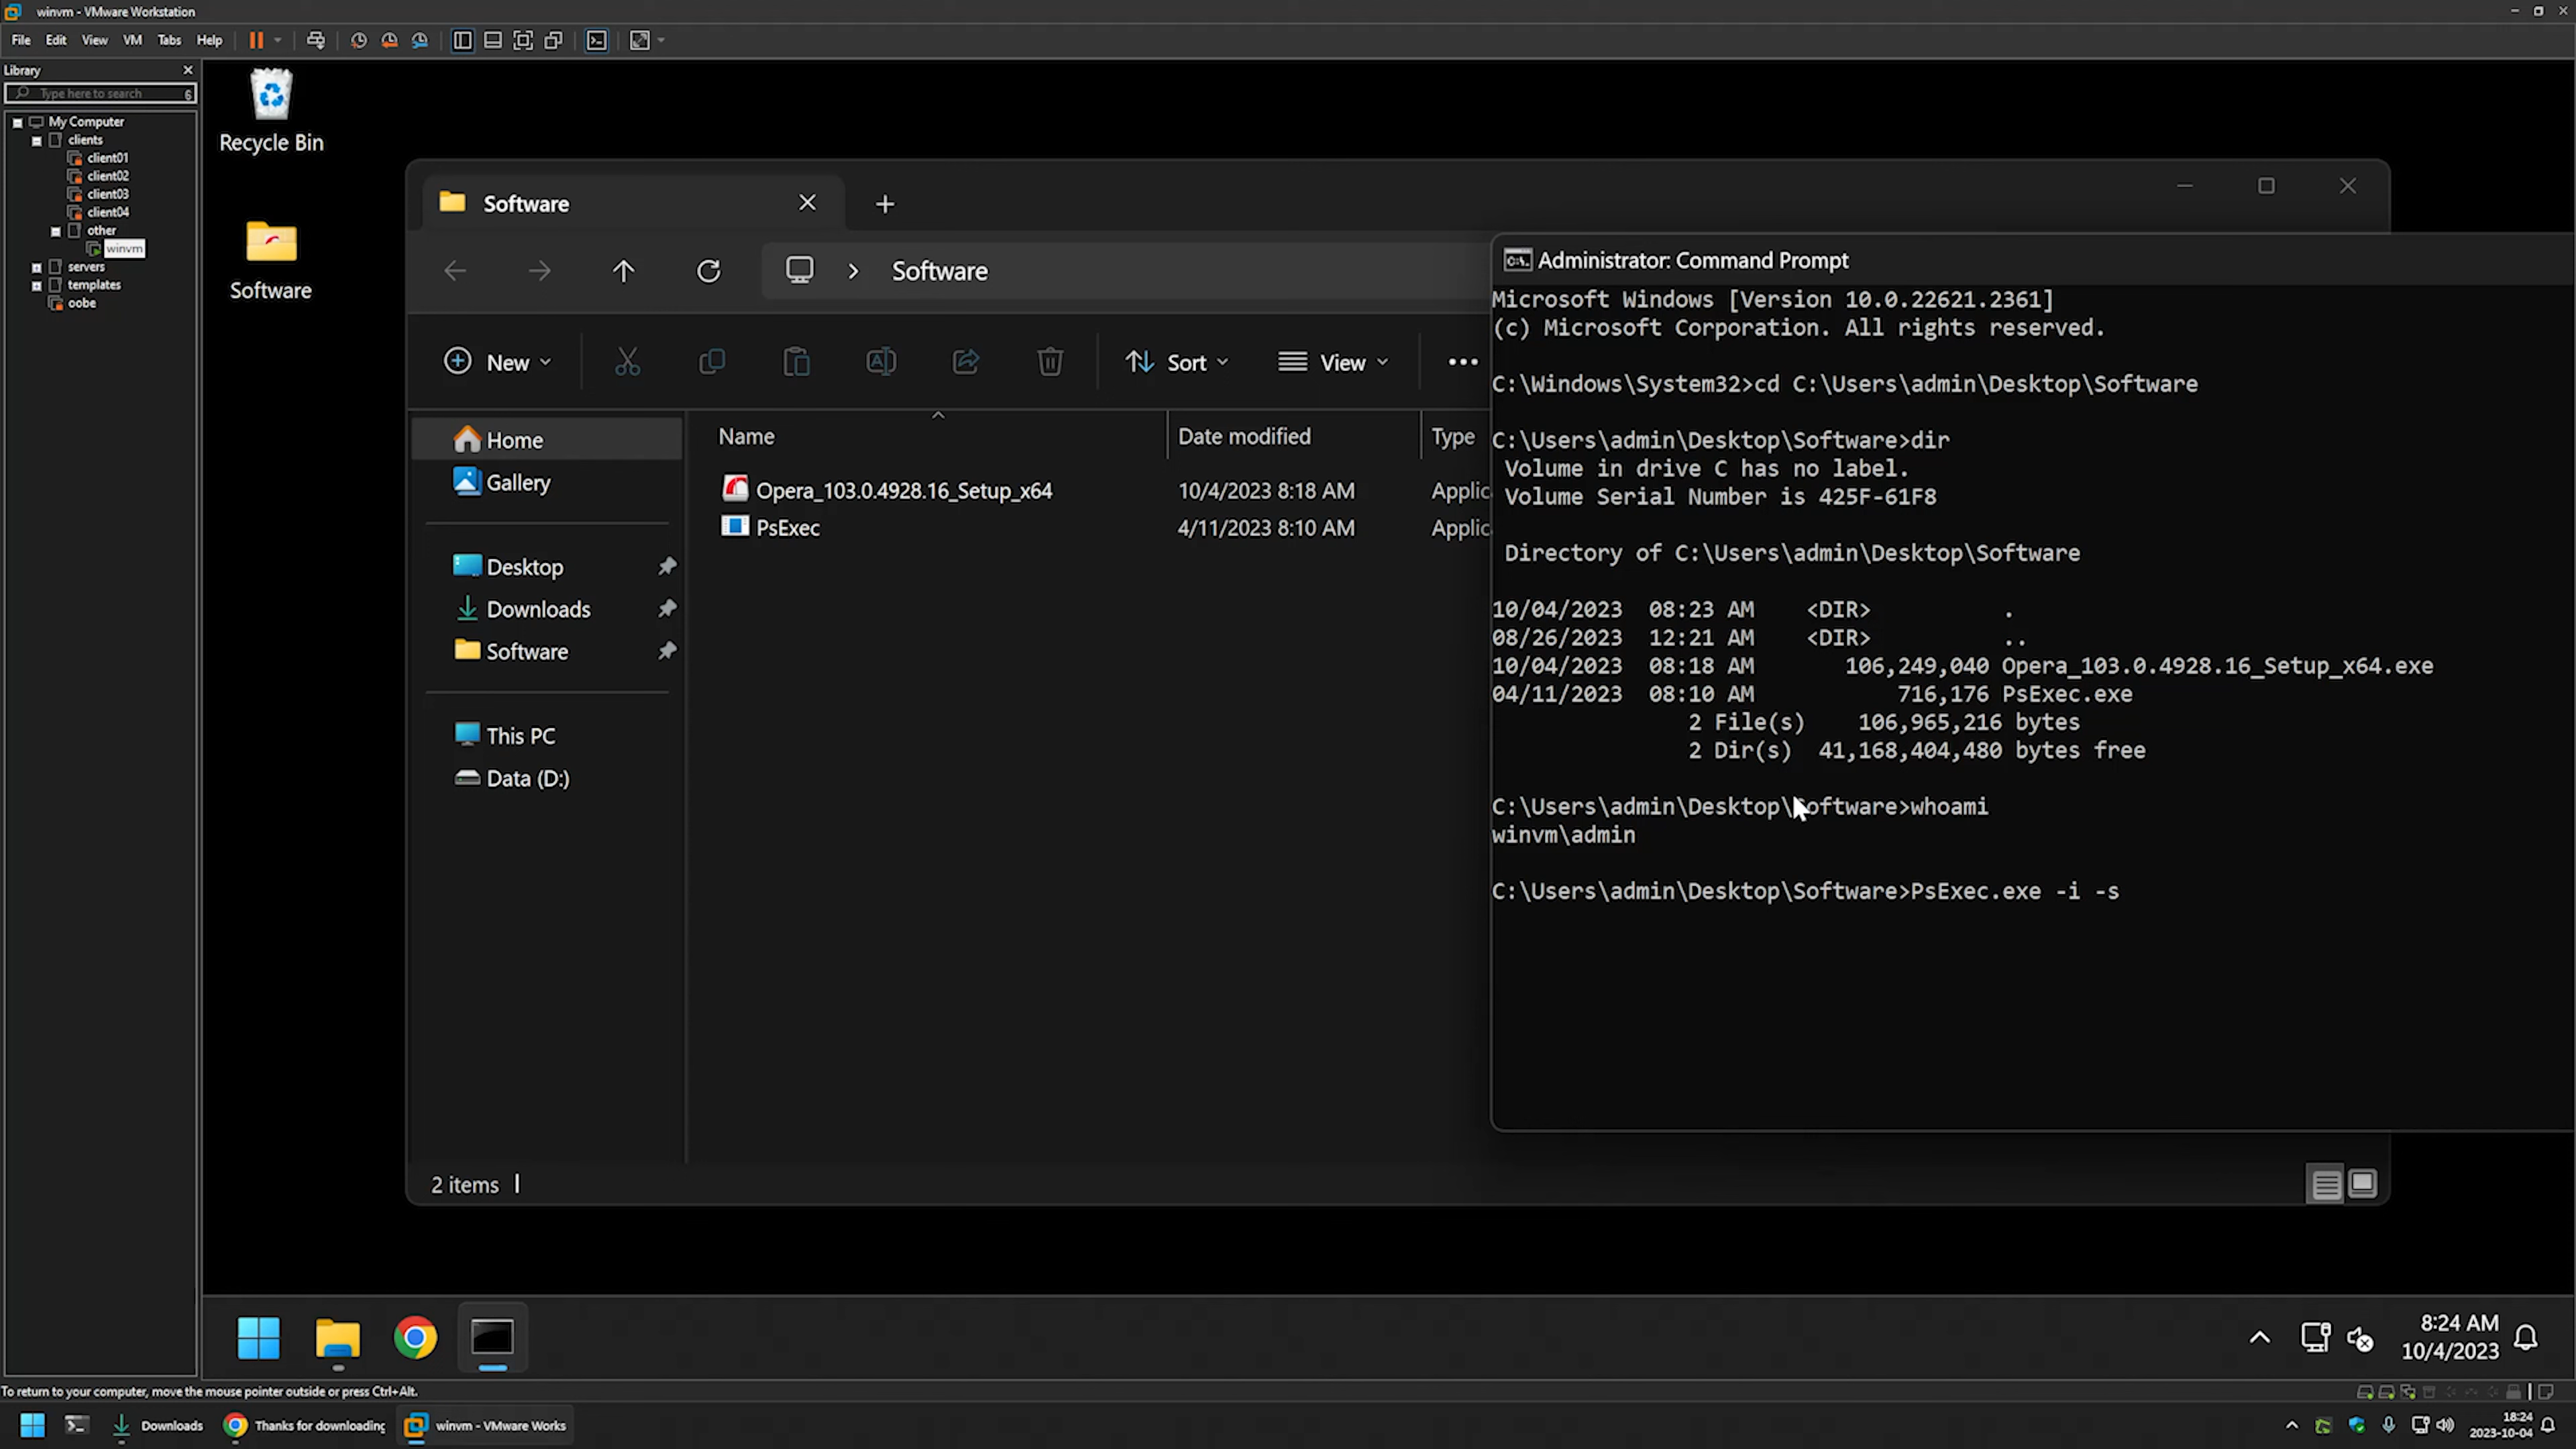 winvm - VMware Workstation
File Edit View VM Tabs Help
Library
Type here to search
My Computer
clients
client01
client02
client03
client04
other
winvm
servers
templates
oobe
Recycle Bin
Software
Software
Software
New
Sort
View
Home
Gallery
Desktop
Downloads
Software
This PC
Data (D:)
Name Date modified Type
Opera_103.0.4928.16_Setup_x64 10/4/2023 8:18 AM Applic
PsExec 4/11/2023 8:10 AM Applic
2 items
Administrator: Command Prompt
Microsoft Windows [Version 10.0.22621.2361]
(c) Microsoft Corporation. All rights reserved.
C:\Windows\System32>cd C:\Users\admin\Desktop\Software
C:\Users\admin\Desktop\Software>dir
Volume in drive C has no label.
Volume Serial Number is 425F-61F8
Directory of C:\Users\admin\Desktop\Software
10/04/2023 08:23 AM <DIR> .
08/26/2023 12:21 AM <DIR> ..
10/04/2023 08:18 AM 106,249,040 Opera_103.0.4928.16_Setup_x64.exe
04/11/2023 08:10 AM 716,176 PsExec.exe
2 File(s) 106,965,216 bytes
2 Dir(s) 41,168,404,480 bytes free
C:\Users\admin\Desktop\Software>whoami
winvm\admin
C:\Users\admin\Desktop\Software>PsExec.exe -i -s
8:24 AM
10/4/2023
To return to your computer, move the mouse pointer outside or press Ctrl+Alt.
Downloads
Thanks for downloading
winvm - VMware Works
18:24
2023-10-04